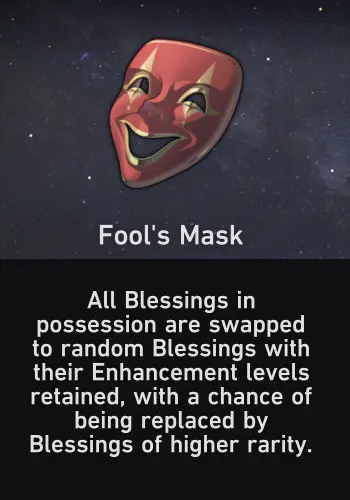 Fool's Mask
All Blessings in
possession are swapped
to random Blessings with
their Enhancement levels
retained, with a chance of
being replaced by
Blessings of higher rarity.